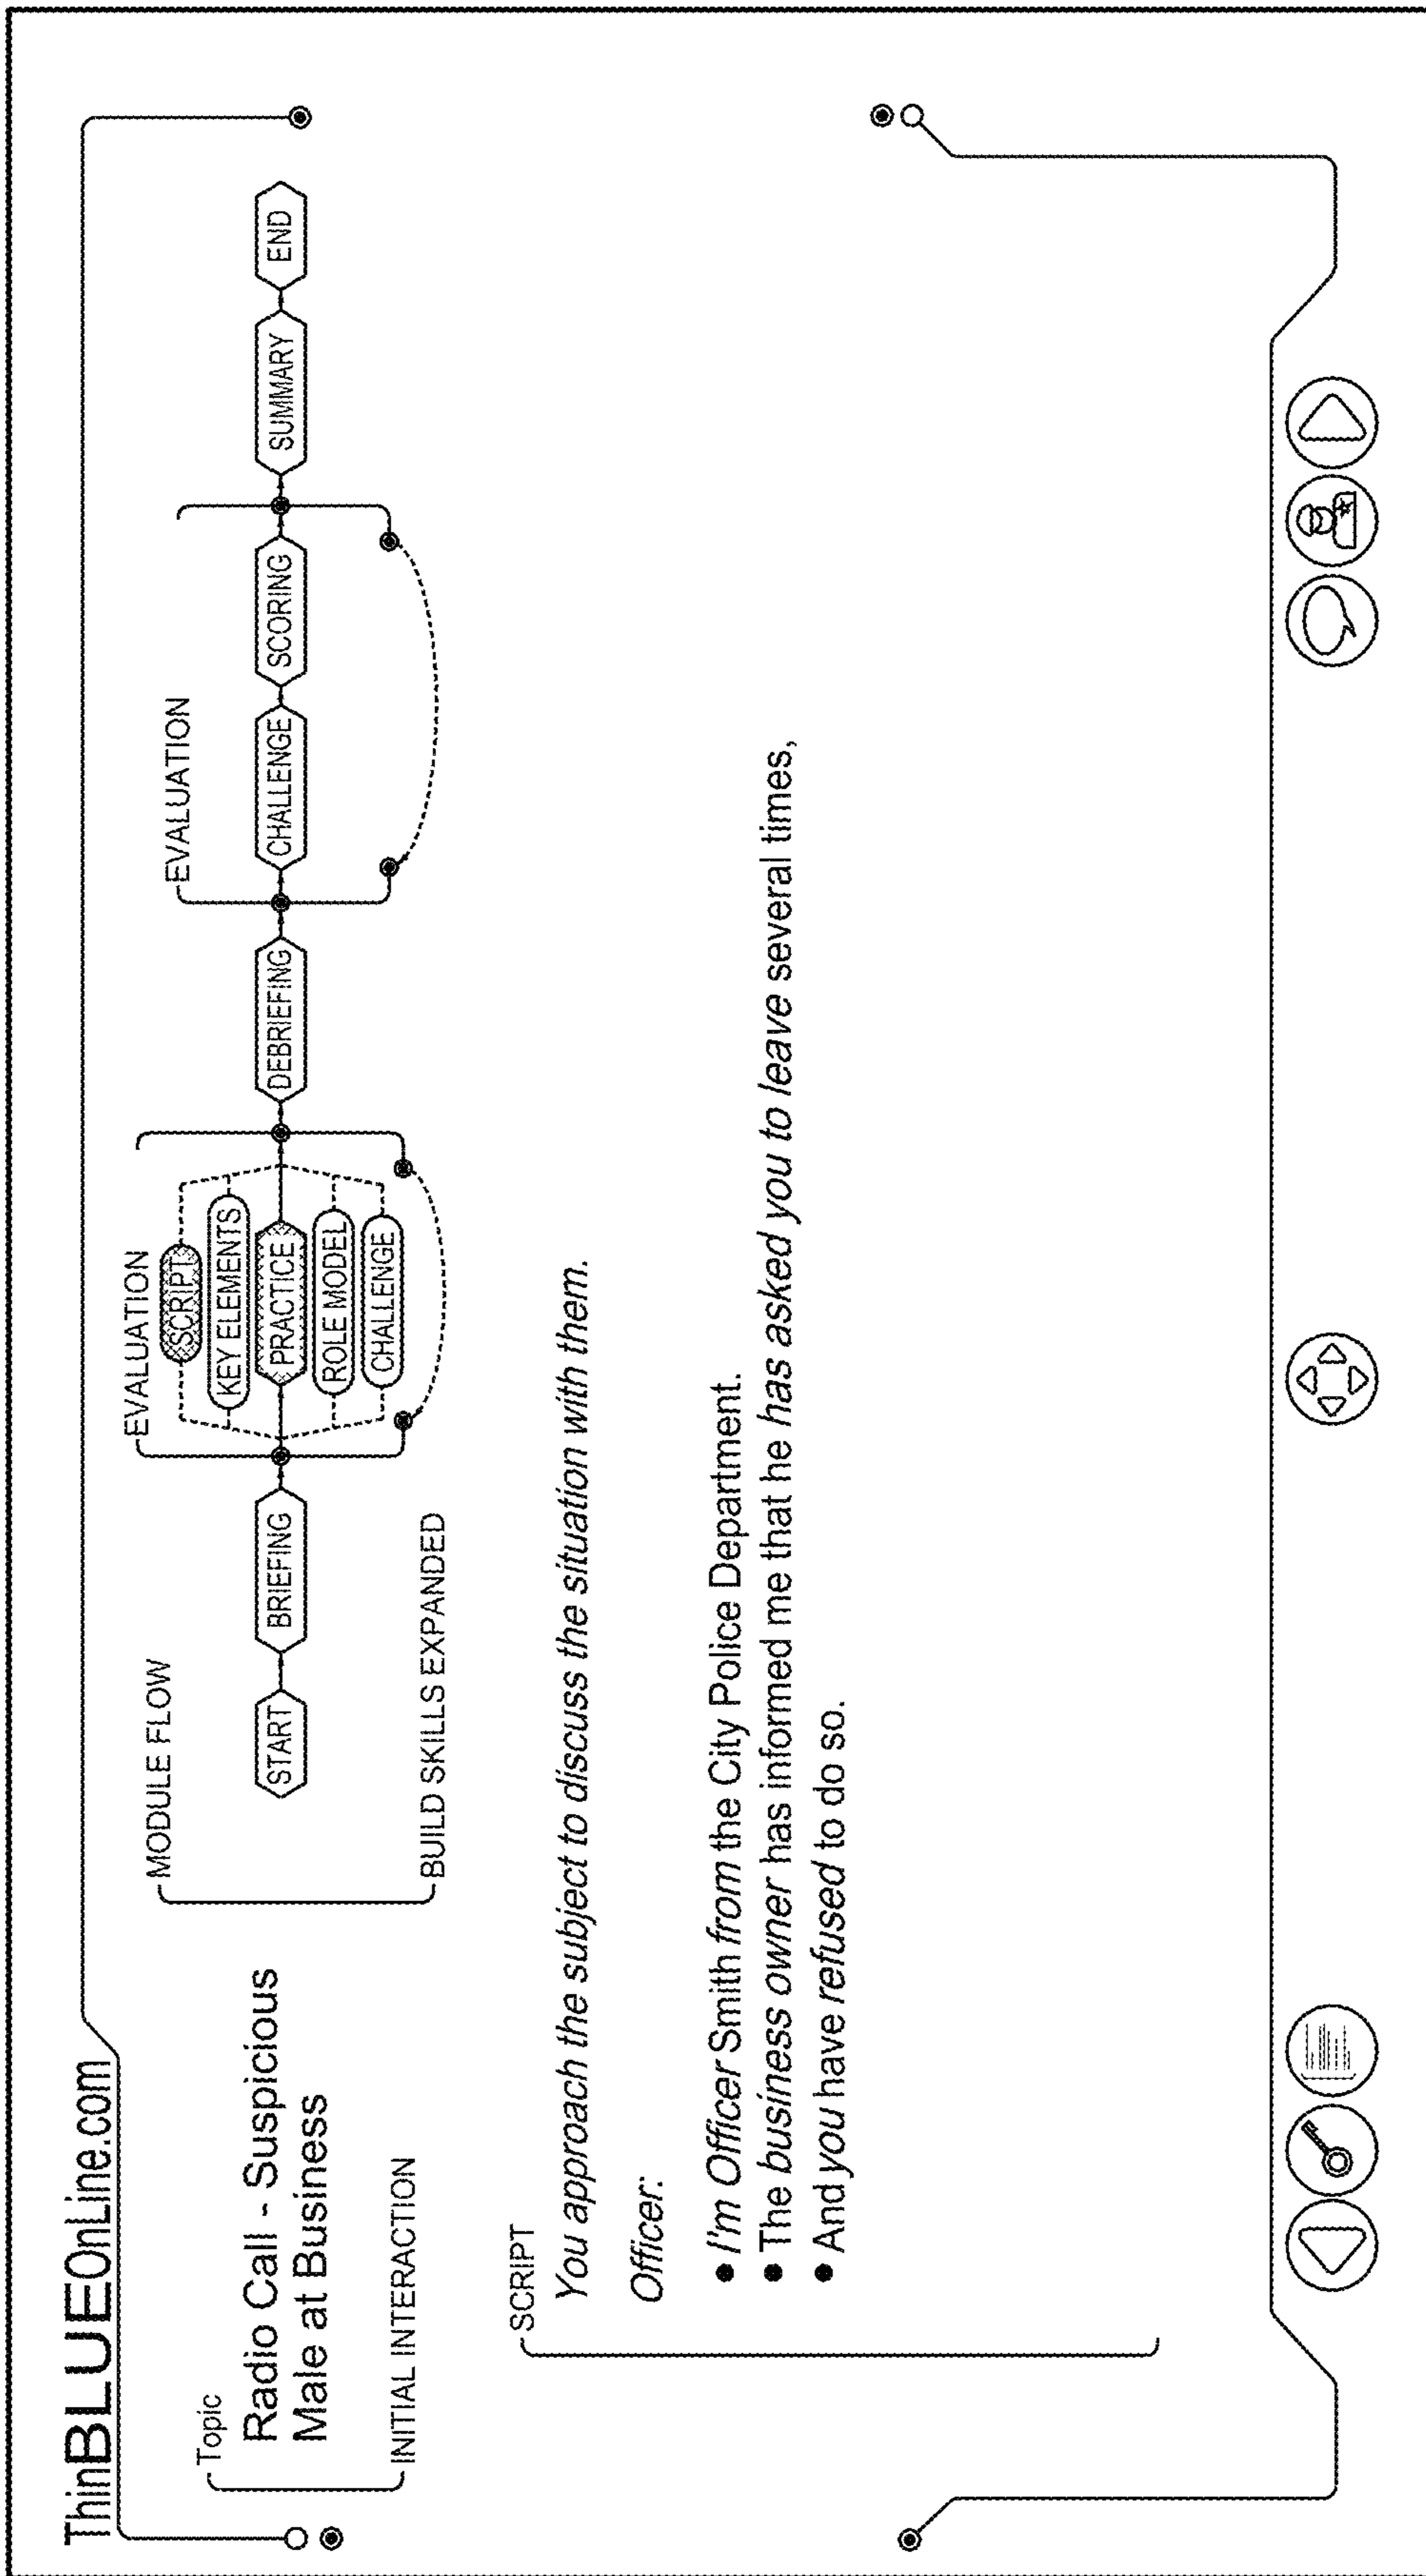 ThinBLUEOnLine.com
Topic
Radio Call - Suspicious
Male at Business
INITIAL INTERACTION
MODULE FLOW
START
BRIEFING
EVALUATION
SCRIPT
KEY ELEMENTS
PRACTICE
ROLE MODEL
CHALLENGE
DEBRIEFING
EVALUATION
CHALLENGE
SCORING
SUMMARY
END
BUILD SKILLS EXPANDED
SCRIPT
You approach the subject to discuss the situation with them.
Officer:
● I'm Officer Smith from the City Police Department.
● The business owner has informed me that he has asked you to leave several times,
● And you have refused to do so.